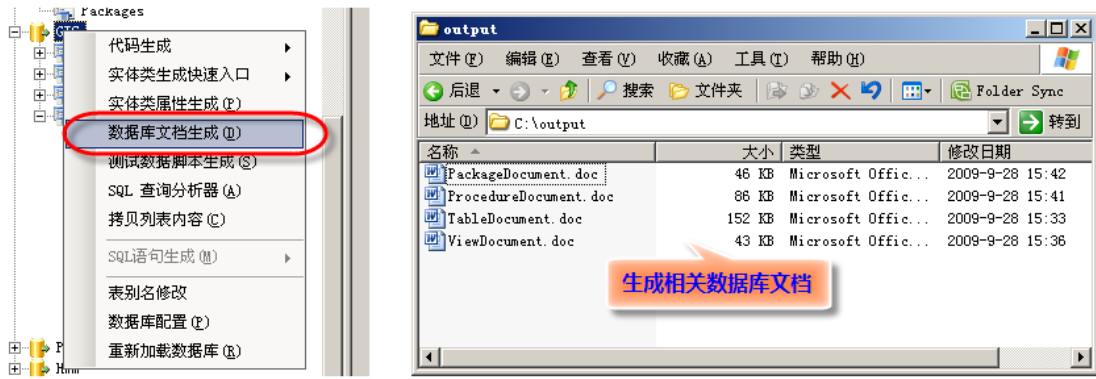 Packages
GIS
代码生成
实体类生成快速入口
实体类属性生成(P)
数据库文档生成(D)
测试数据脚本生成(S)
SQL 查询分析器(A)
拷贝列表内容(C)
SQL语句生成(M)
表别名修改
数据库配置(P)
重新加载数据库(R)
output
文件(F) 编辑(E) 查看(V) 收藏(A) 工具(T) 帮助(H)
后退 搜索 文件夹 Folder Sync
地址(D) C:\output 转到
名称 大小 类型 修改日期
PackageDocument.doc 46 KB Microsoft Offic... 2009-9-28 15:42
ProcedureDocument.doc 86 KB Microsoft Offic... 2009-9-28 15:41
TableDocument.doc 152 KB Microsoft Offic... 2009-9-28 15:33
ViewDocument.doc 43 KB Microsoft Offic... 2009-9-28 15:36
生成相关数据库文档